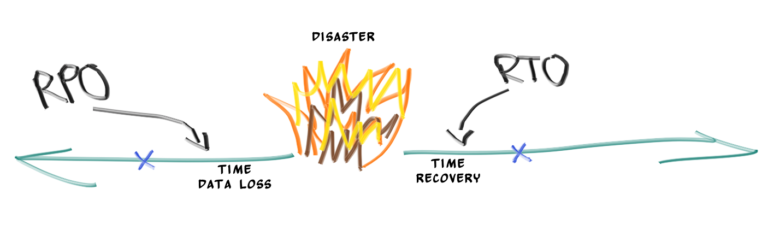 DISASTER
RPO
RTO
TIME
DATA LOSS
TIME
RECOVERY